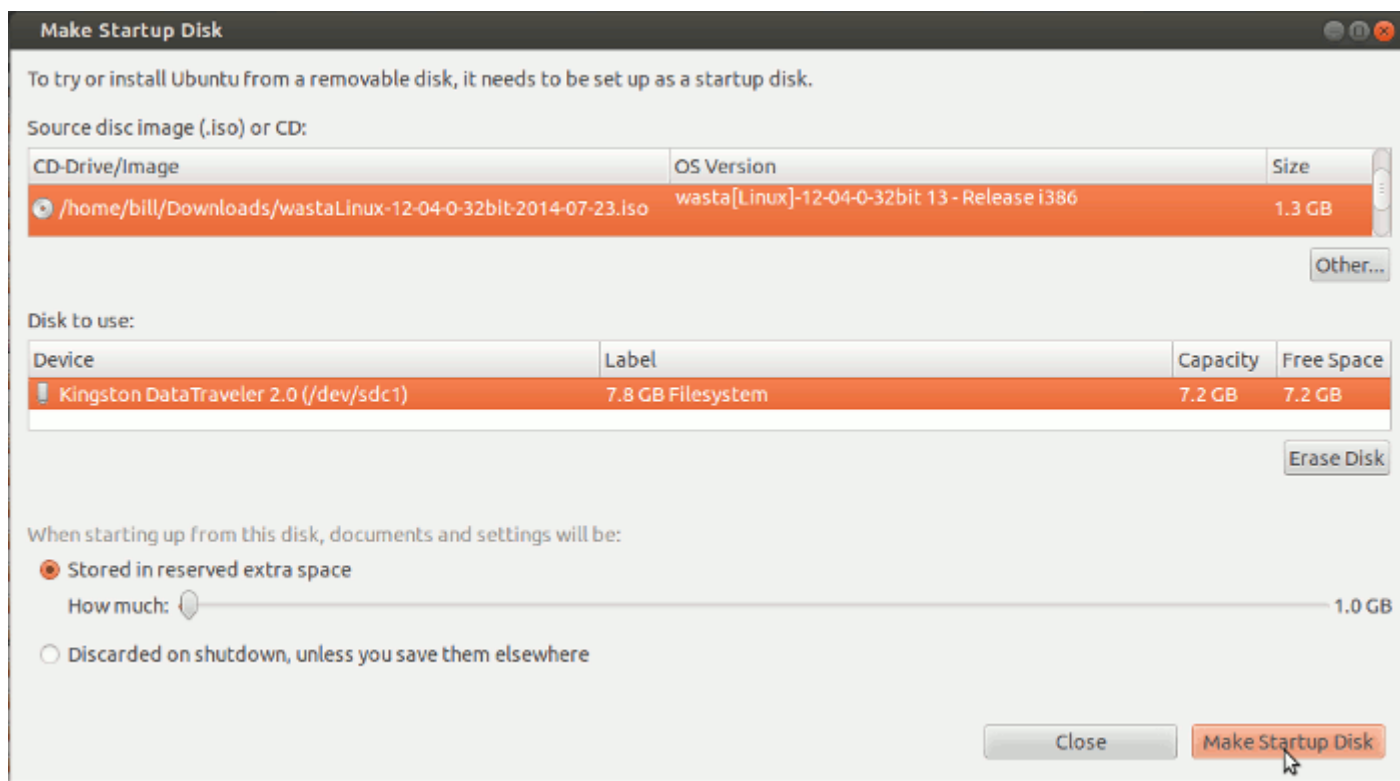 Make Startup Disk
To try or install Ubuntu from a removable disk, it needs to be set up as a startup disk.
Source disc image (.iso) or CD:
CD-Drive/Image OS Version Size
/home/bill/Downloads/wastaLinux-12-04-0-32bit-2014-07-23.iso wasta[Linux]-12-04-0-32bit 13 - Release i386 1.3 GB
Other...
Disk to use:
Device Label Capacity Free Space
Kingston DataTraveler 2.0 (/dev/sdc1) 7.8 GB Filesystem 7.2 GB 7.2 GB
Erase Disk
When starting up from this disk, documents and settings will be:
Stored in reserved extra space
How much: 1.0 GB
Discarded on shutdown, unless you save them elsewhere
Close Make Startup Disk